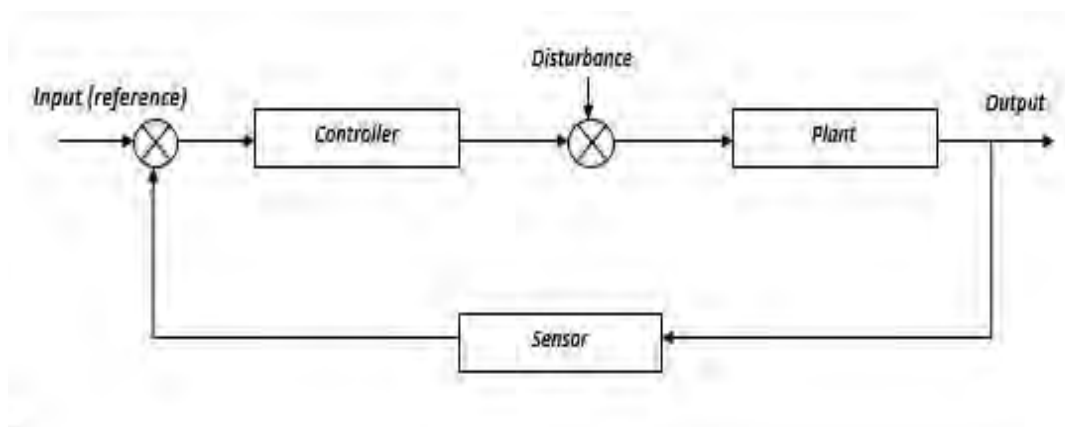 Disturbance
Input (reference)
Output
Controller
Plant
Sensor